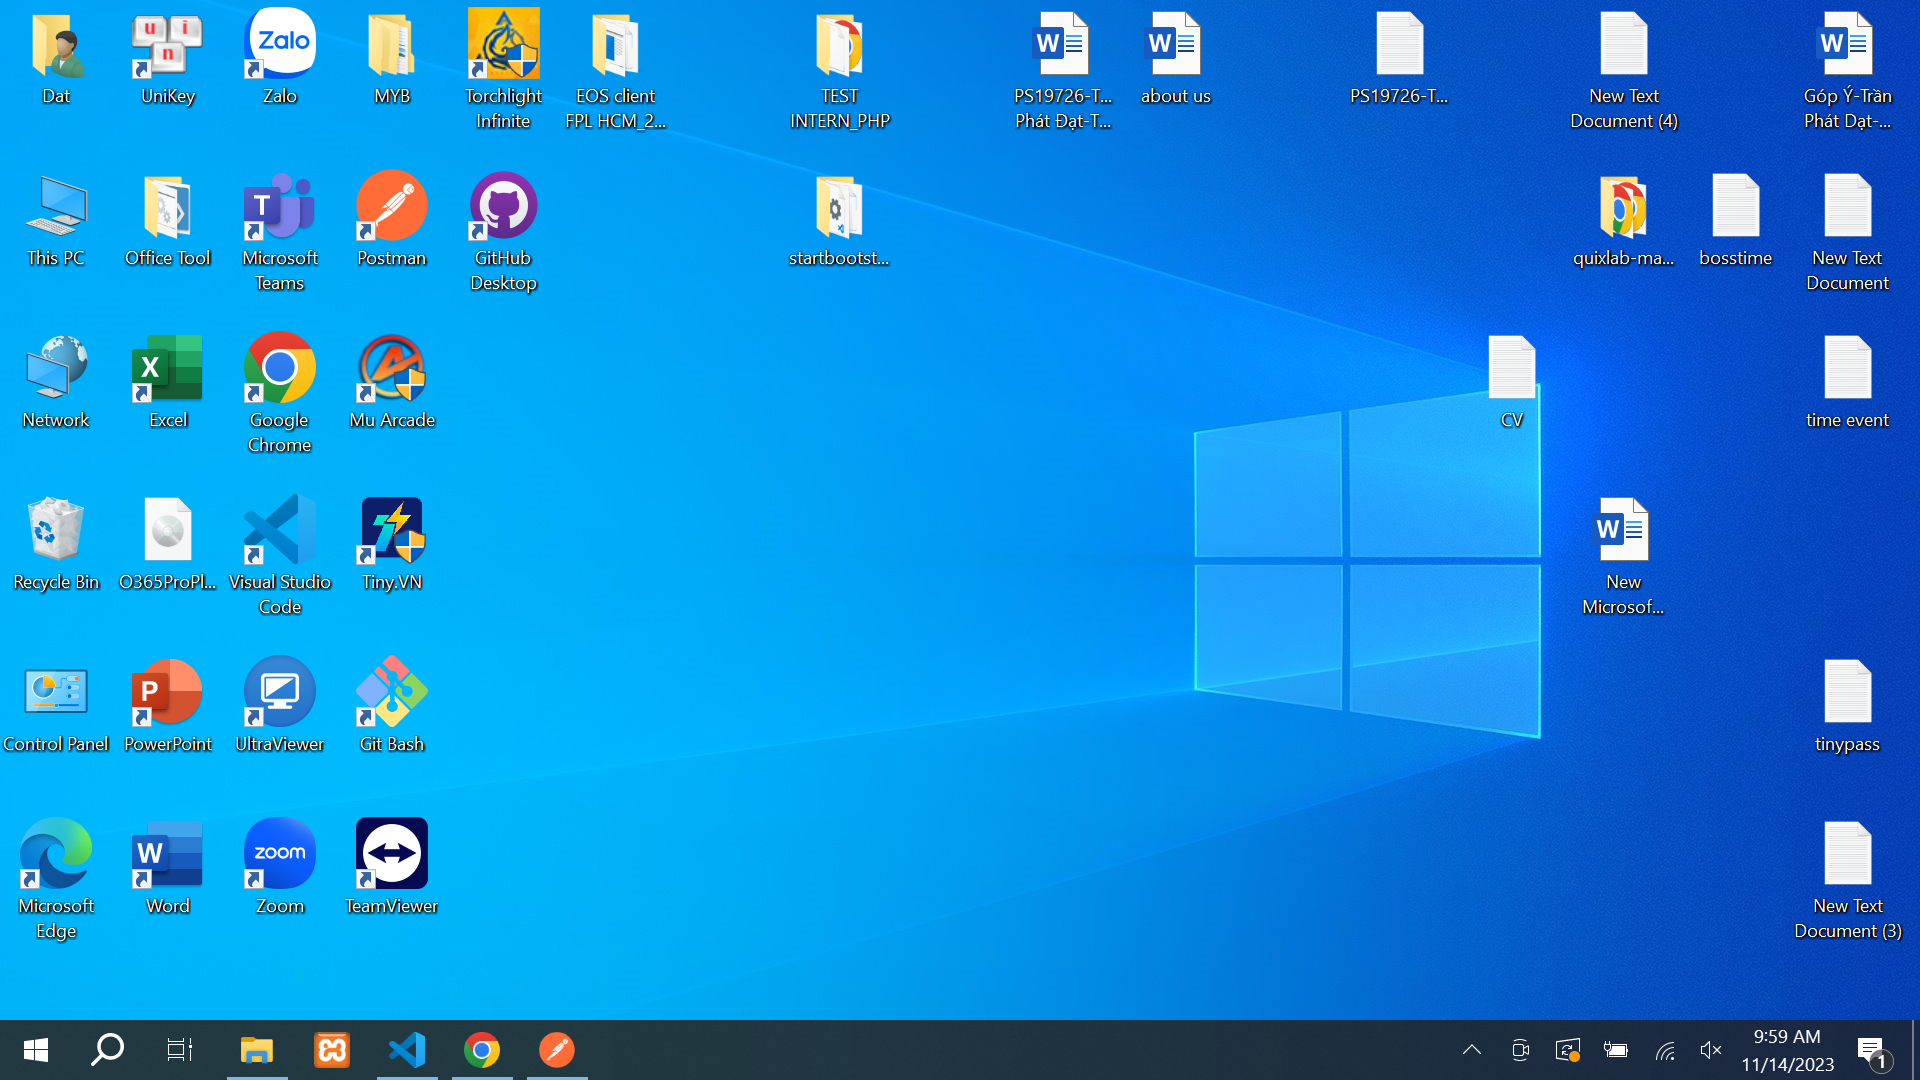 Dat
UniKey
Zalo
Zalo
MYB
Torchlight
Infinite
EOS client
FPL HCM_2...
TEST
INTERN_PHP
PS19726-T...
Phát Đạt-T...
about us
PS19726-T...
New Text
Document (4)
Góp Ý-Trần
Phát Dạt-...
This PC
Office Tool
Microsoft
Teams
Postman
GitHub
Desktop
startbootst...
quixlab-ma...
bosstime
New Text
Document
Network
Excel
Google
Chrome
Mu Arcade
CV
time event
Recycle Bin
O365ProPl...
Visual Studio
Code
Tiny.VN
New
Microsof...
Control Panel
PowerPoint
UltraViewer
Git Bash
tinypass
Microsoft
Edge
Word
zoom
Zoom
TeamViewer
New Text
Document (3)
9:59 AM
11/14/2023
1